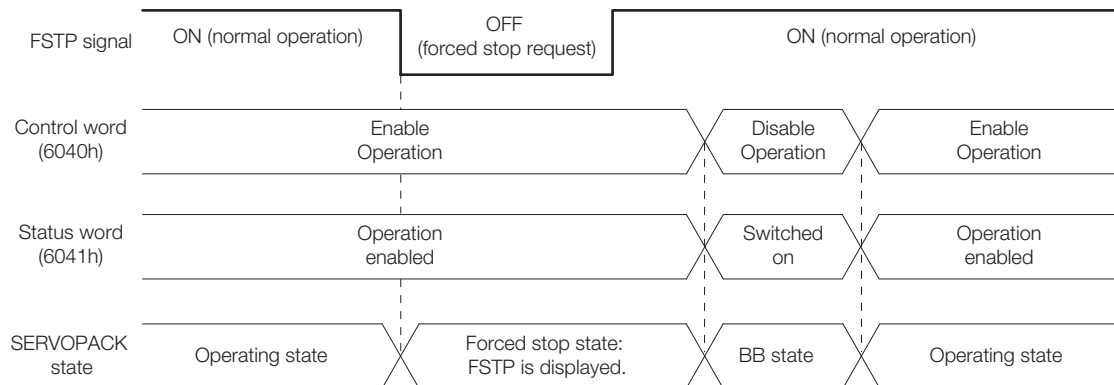 FSTP signal
ON (normal operation)
OFF
(forced stop request)
ON (normal operation)
Control word
(6040h)
Enable
Operation
Disable
Operation
Enable
Operation
Status word
(6041h)
Operation
enabled
Switched
on
Operation
enabled
SERVOPACK
state
Operating state
Forced stop state:
FSTP is displayed.
BB state
Operating state